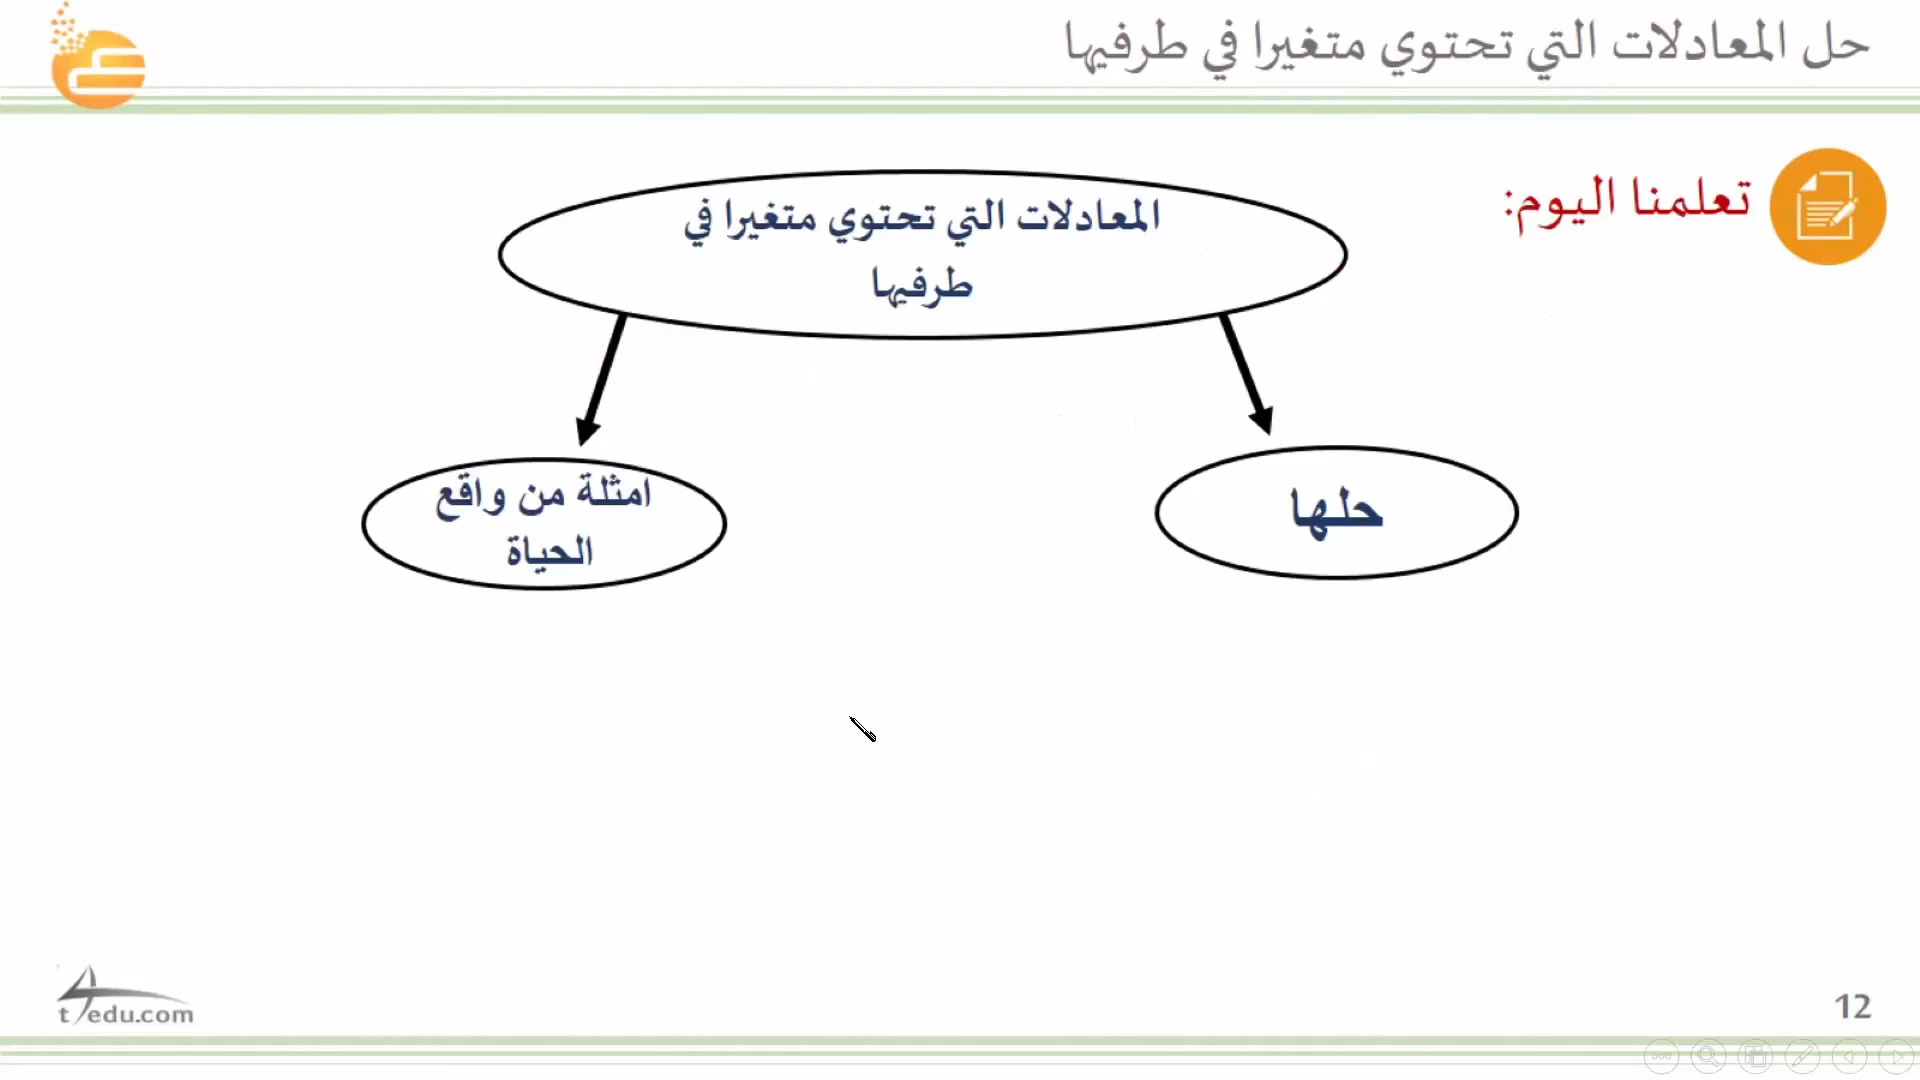 حل المعادلات التي تحتوي متغيرا في طرفيها
تعلمنا اليوم:
المعادلات التي تحتوي متغيرا في
طرفيها
حلها
امثلة من واقع
الحياة
t4edu.com
12